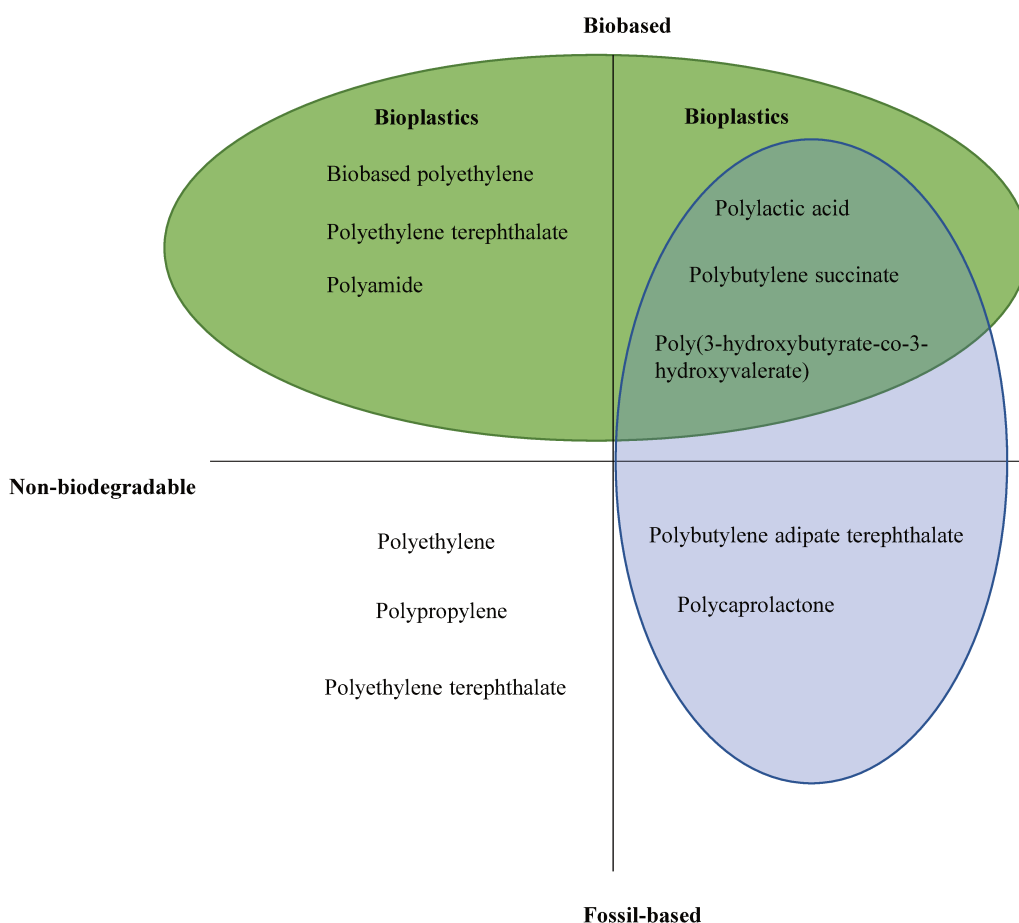 Biobased
Bioplastics
Bioplastics
Biobased polyethylene
Polyethylene terephthalate
Polyamide
Polylactic acid
Polybutylene succinate
Poly(3-hydroxybutyrate-co-3-
hydroxyvalerate)
Non-biodegradable
Polyethylene
Polypropylene
Polyethylene terephthalate
Polybutylene adipate terephthalate
Polycaprolactone
Fossil-based